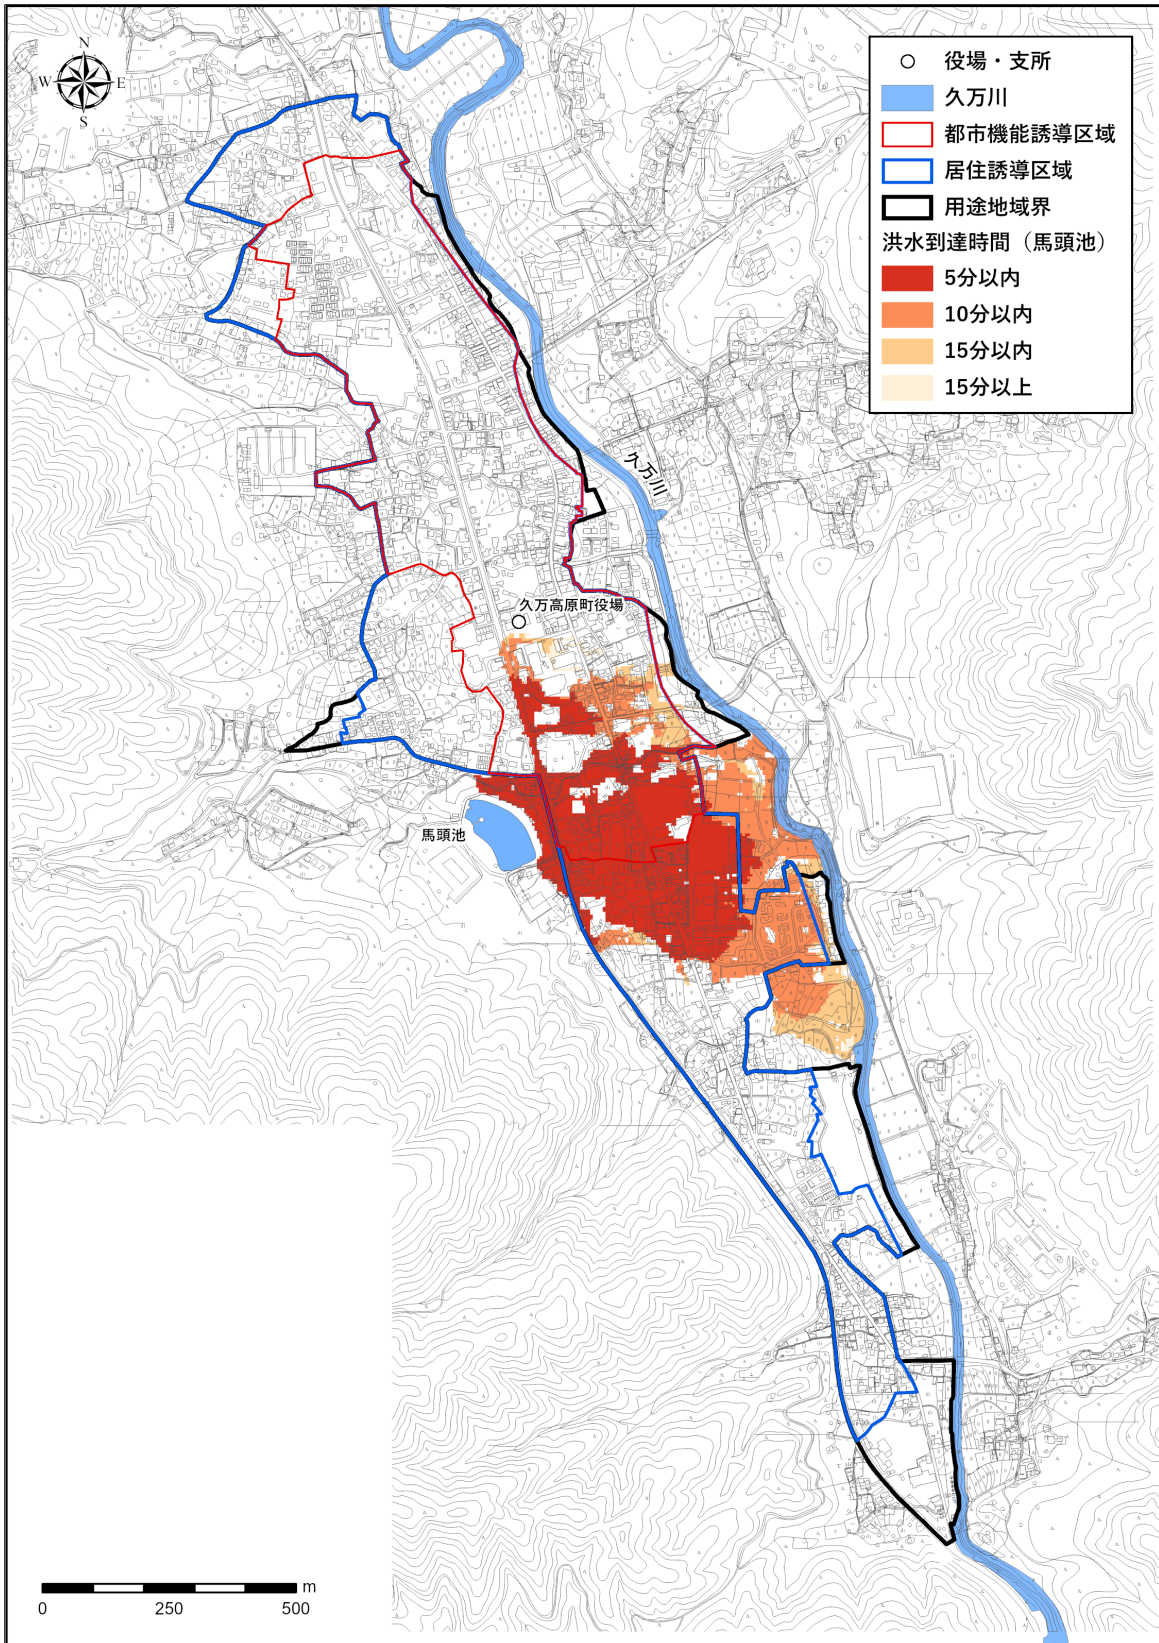 N
W
E
S
役場・支所
久万川
都市機能誘導区域
居住誘導区域
用途地域界
洪水到達時間（馬頭池）
5分以内
10分以内
15分以内
15分以上
久万川
久万高原町役場
馬頭池
m
0
250
500